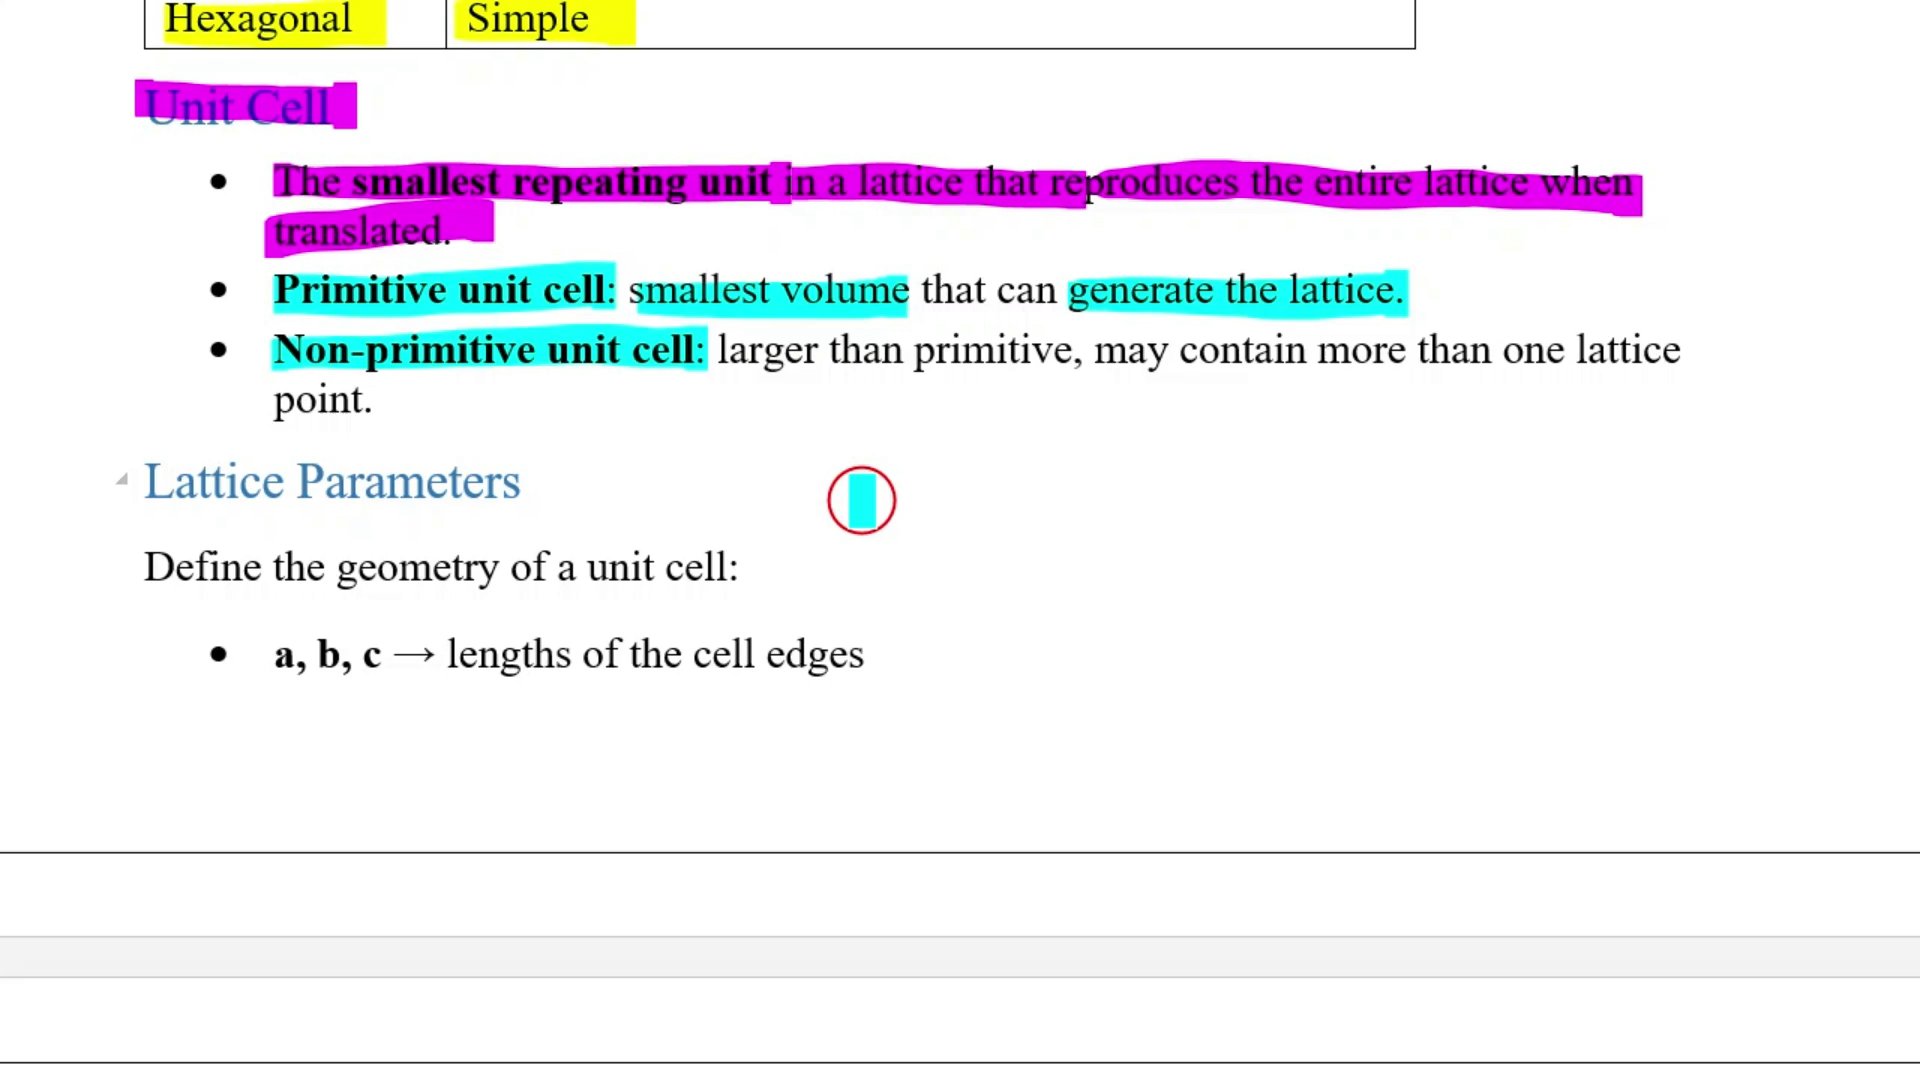 Hexagonal Simple
Unit Cell
• The smallest repeating unit in a lattice that reproduces the entire lattice when
translated.
• Primitive unit cell: smallest volume that can generate the lattice.
• Non-primitive unit cell: larger than primitive, may contain more than one lattice
point.
Lattice Parameters
Define the geometry of a unit cell:
• a, b, c → lengths of the cell edges